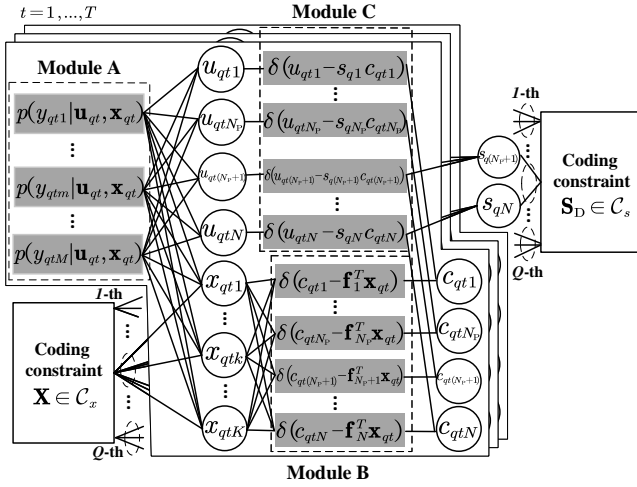 t = 1, ..., T
Module C
Module A
p(y_{qt1}|𝐮_{qt}, 𝐱_{qt})
⋮
p(y_{qtm}|𝐮_{qt}, 𝐱_{qt})
⋮
p(y_{qtM}|𝐮_{qt}, 𝐱_{qt})
u_{qt1}
⋮
u_{qtN_P}
u_{qt(N_P+1)}
⋮
u_{qtN}
x_{qt1}
⋮
x_{qtk}
⋮
x_{qtK}
δ(u_{qt1}−s_{q1}c_{qt1})
⋮
δ(u_{qtN_P}−s_{qN_P}c_{qtN_P})
δ(u_{qt(N_P+1)}−s_{q(N_P+1)}c_{qt(N_P+1)})
⋮
δ(u_{qtN}−s_{qN}c_{qtN})
δ(c_{qt1}−𝐟_1^T𝐱_{qt})
⋮
δ(c_{qtN_P}−𝐟_{N_P}^T𝐱_{qt})
δ(c_{qt(N_P+1)}−𝐟_{N_P+1}^T𝐱_{qt})
⋮
δ(c_{qtN}−𝐟_N^T𝐱_{qt})
c_{qt1}
⋮
c_{qtN_P}
c_{qt(N_P+1)}
⋮
c_{qtN}
s_{q(N_P+1)}
⋮
s_{qN}
1-th
⋮
⋮
Q-th
Coding
constraint
𝐒_D ∈ 𝒞_s
1-th
⋮
⋮
Q-th
Coding
constraint
𝐗 ∈ 𝒞_x
Module B